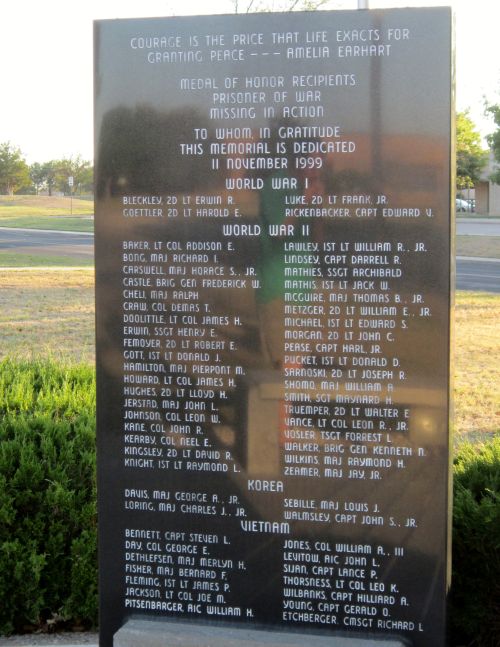 COURAGE IS THE PRICE THAT LIFE EXACTS FOR
GRANTING PEACE - - - AMELIA EARHART
MEDAL OF HONOR RECIPIENTS
PRISONER OF WAR
MISSING IN ACTION
TO WHOM, IN GRATITUDE
THIS MEMORIAL IS DEDICATED
11 NOVEMBER 1999
WORLD WAR I
BLECKLEY, 2D LT ERWIN R.
GOETTLER, 2D LT HAROLD E.
LUKE, 2D LT FRANK, JR.
RICKENBACKER, CAPT EDWARD V.
WORLD WAR II
BAKER, LT COL ADDISON E.
BONG, MAJ RICHARD I.
CARSWELL, MAJ HORACE S., JR.
CASTLE, BRIG GEN FREDERICK W.
CHELI, MAJ RALPH
CRAW, COL DEMAS T.
DOOLITTLE, LT COL JAMES H.
ERWIN, SSGT HENRY E.
FEMOYER, 2D LT ROBERT E.
GOTT, 1ST LT DONALD J.
HAMILTON, MAJ PIERPONT M.
HOWARD, LT COL JAMES H.
HUGHES, 2D LT LLOYD H.
JERSTAD, MAJ JOHN L.
JOHNSON, COL LEON W.
KANE, COL JOHN R.
KEARBY, COL NEEL E.
KINGSLEY, 2D LT DAVID R.
KNIGHT, 1ST LT RAYMOND L.
LAWLEY, 1ST LT WILLIAM R., JR.
LINDSEY, CAPT DARRELL R.
MATHIES, SSGT ARCHIBALD
MATHIS, 1ST LT JACK W.
MCGUIRE, MAJ THOMAS B., JR.
METZGER, 2D LT WILLIAM E., JR.
MICHAEL, 1ST LT EDWARD S.
MORGAN, 2D LT JOHN C.
PEASE, CAPT HARL, JR.
PUCKET, 1ST LT DONALD D.
SARNOSKI, 2D LT JOSEPH R.
SHOMO, MAJ WILLIAM A.
SMITH, SGT MAYNARD H.
TRUEMPER, 2D LT WALTER E.
VANCE, LT COL LEON R., JR.
VOSLER, TSGT FORREST L.
WALKER, BRIG GEN KENNETH N.
WILKINS, MAJ RAYMOND H.
ZEAMER, MAJ JAY, JR.
KOREA
DAVIS, MAJ GEORGE A., JR.
LORING, MAJ CHARLES J., JR.
SEBILLE, MAJ LOUIS J.
WALMSLEY, CAPT JOHN S., JR.
VIETNAM
BENNETT, CAPT STEVEN L.
DAY, COL GEORGE E.
DETHLEFSEN, MAJ MERLYN H.
FISHER, MAJ BERNARD F.
FLEMING, 1ST LT JAMES P.
JACKSON, LT COL JOE M.
PITSENBARGER, A1C WILLIAM H.
JONES, COL WILLIAM A., III
LEVITOW, A1C JOHN L.
SIJAN, CAPT LANCE P.
THORSNESS, LT COL LEO K.
WILBANKS, CAPT HILLIARD A.
YOUNG, CAPT GERALD O.
ETCHBERGER, CMSGT RICHARD L